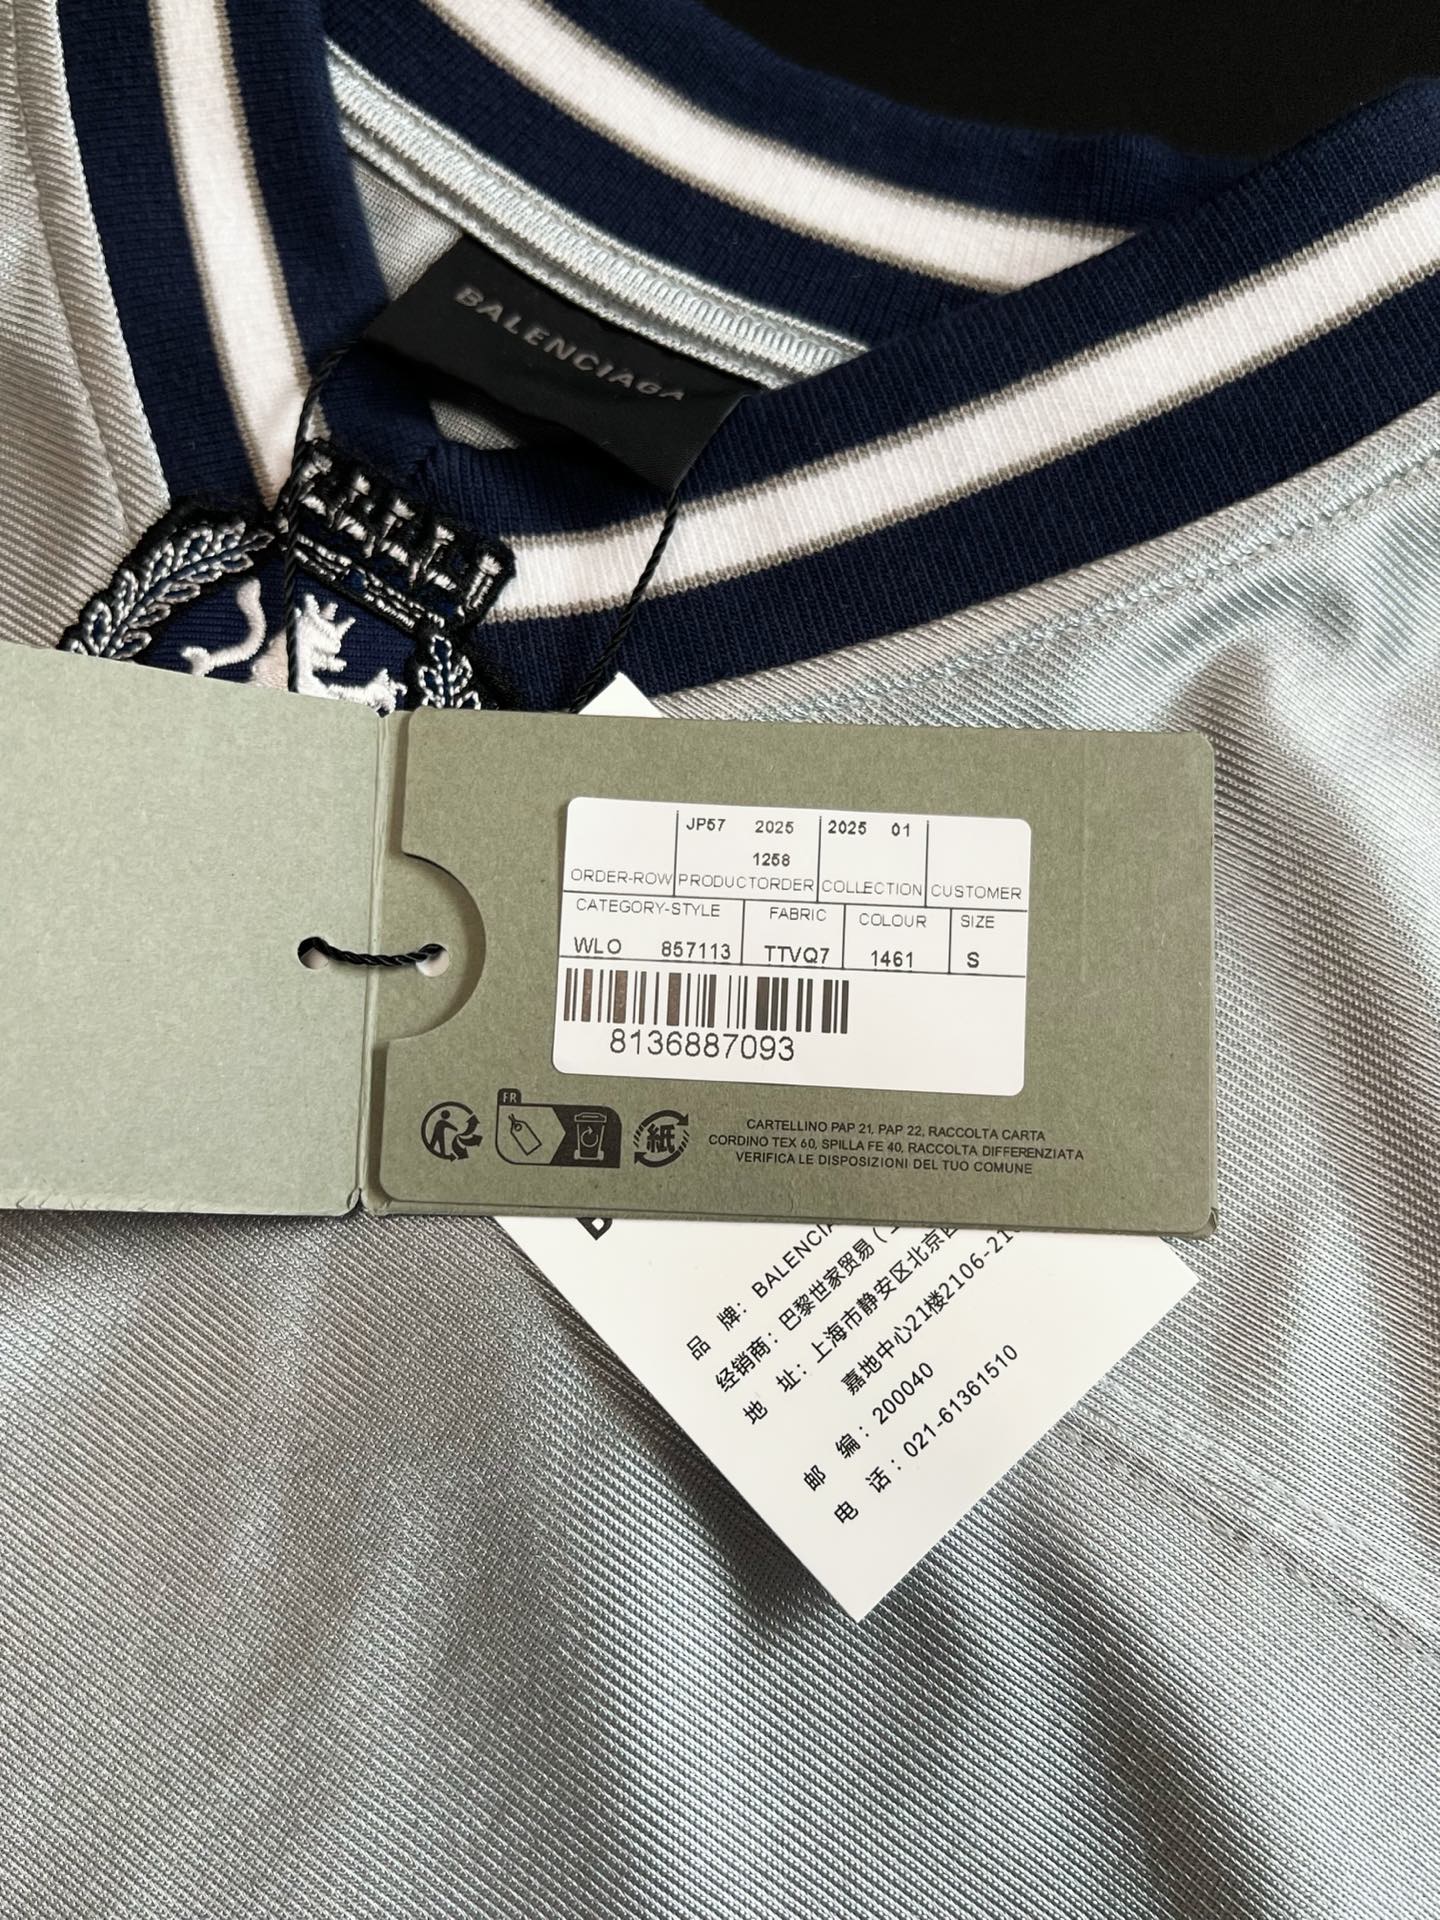 BALENCIAGA
JP57 2025 2025 01
1258
ORDER-ROW PRODUCTORDER COLLECTION CUSTOMER
CATEGORY-STYLE FABRIC COLOUR SIZE
WLO 857113 TTVQ7 1461 S
8136887093
FR
紙
CARTELLINO PAP 21, PAP 22, RACCOLTA CARTA
CORDINO TEX 60, SPILLA FE 40, RACCOLTA DIFFERENZIATA
VERIFICA LE DISPOSIZIONI DEL TUO COMUNE
B
品 牌: BALENCIA
经销商: 巴黎世家贸易(
地 址: 上海市静安区北京
嘉地中心21楼2106-21
邮 编: 200040
电 话: 021-61361510